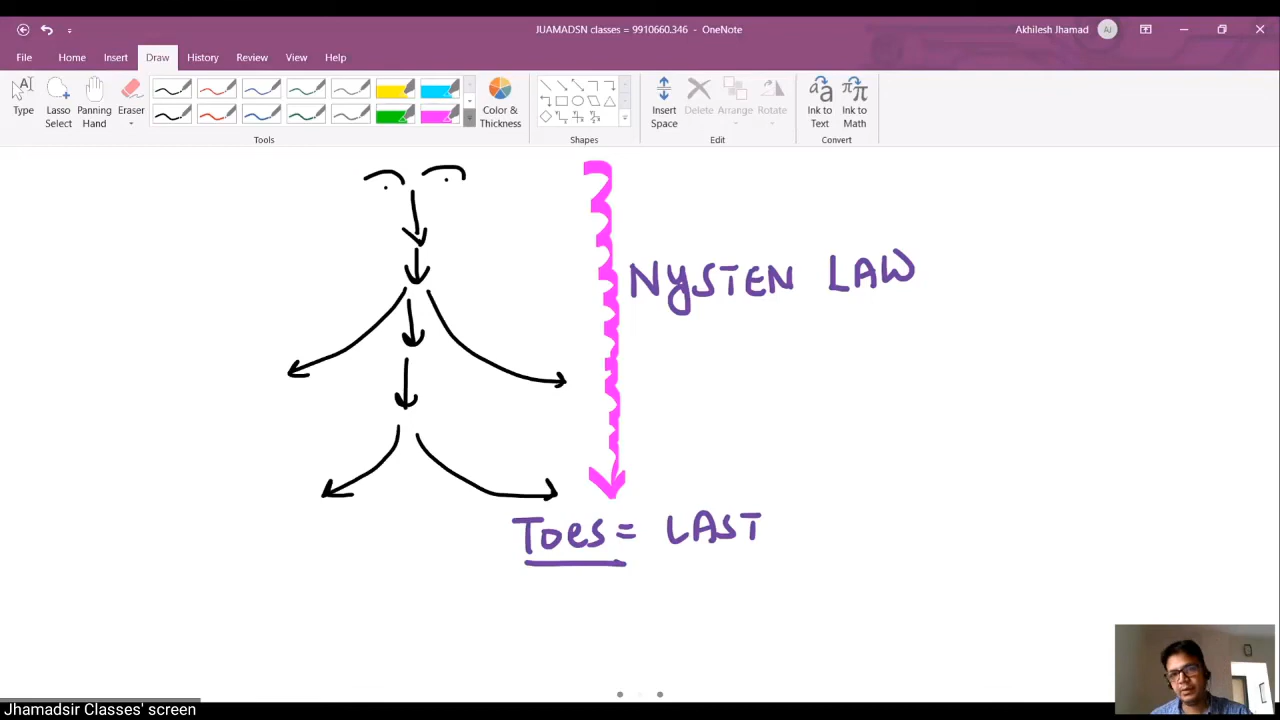 JUAMADSN classes = 9910660.346 - OneNote
Akhilesh Jhamad AJ
File Home Insert Draw History Review View Help
Type
Lasso Select
Panning Hand
Eraser
Color & Thickness
Insert Space
Delete
Arrange
Rotate
Ink to Text
Ink to Math
Tools
Shapes
Edit
Convert
NYSTEN LAW
Toes = LAST
Jhamadsir Classes' screen